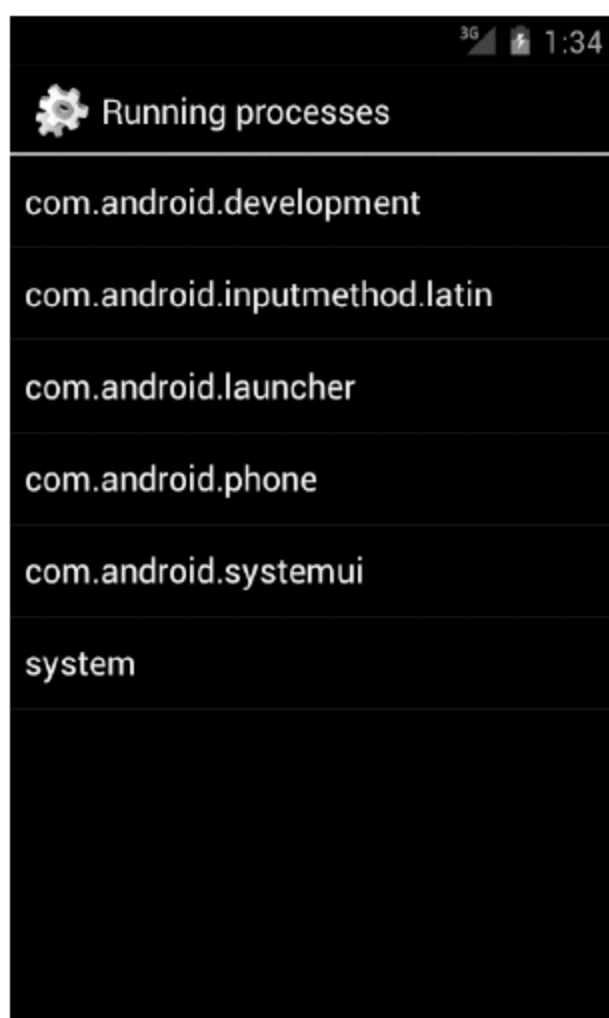 3G 1:34
Running processes
com.android.development
com.android.inputmethod.latin
com.android.launcher
com.android.phone
com.android.systemui
system